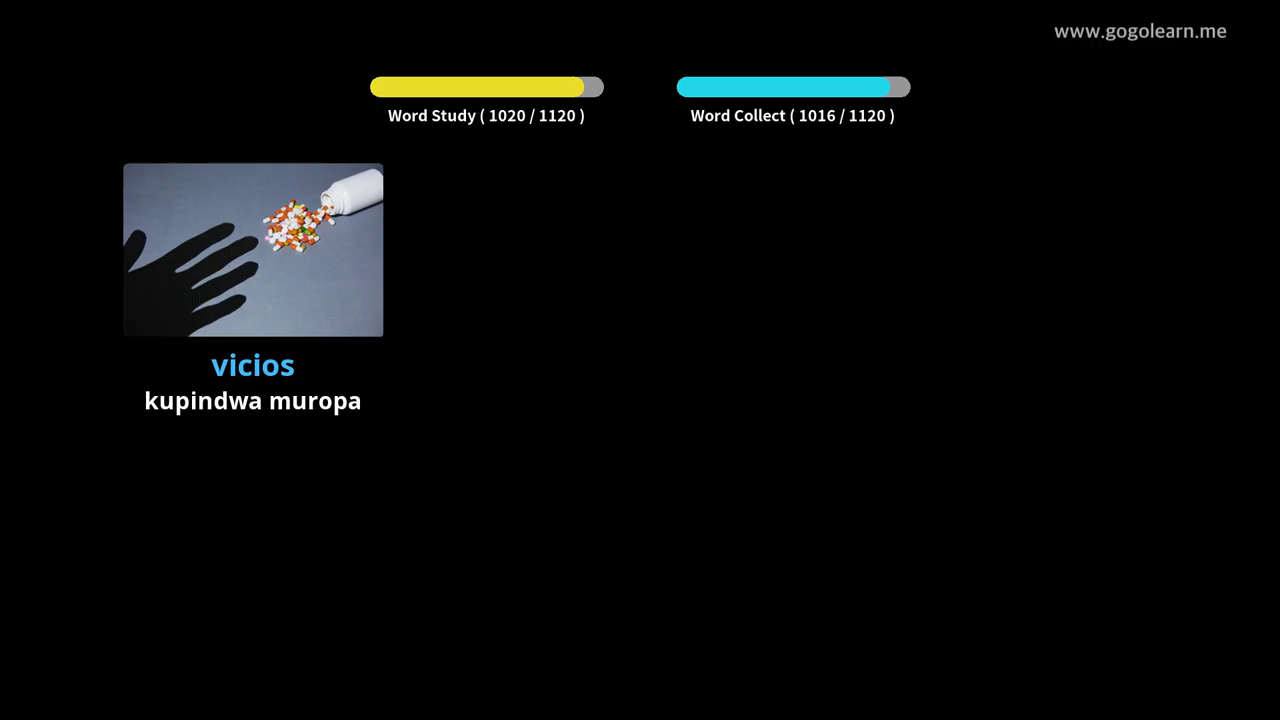 www.gogolearn.me
Word Study ( 1020 / 1120 )
Word Collect ( 1016 / 1120 )
vicios
kupindwa muropa